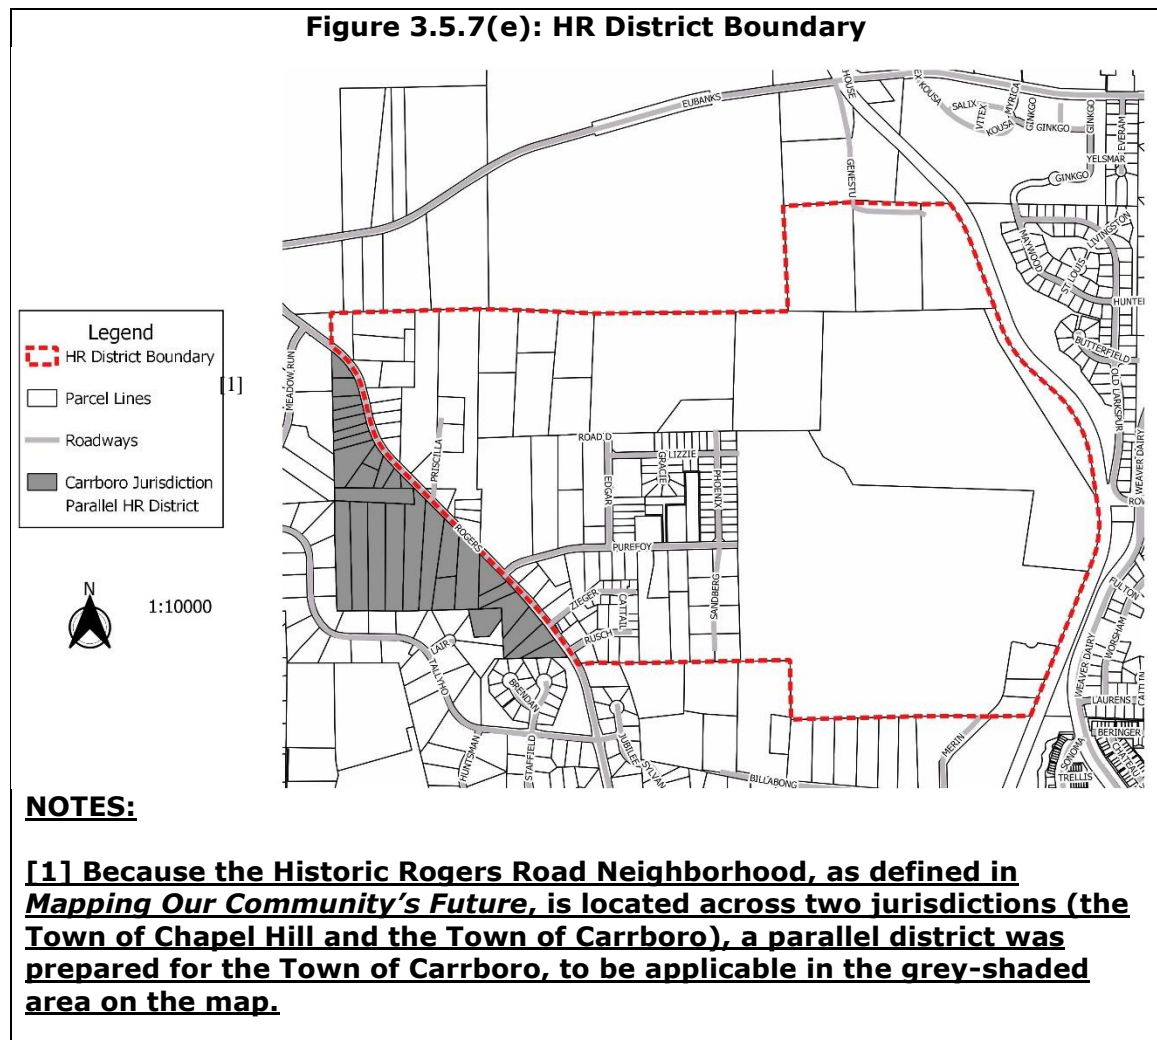 Figure 3.5.7(e): HR District Boundary
EUBANKS
HOUSE
EX KOUSA
SALIX
VITEX
KOUSA
MYRICA
GINKGO
GINKGO
GINKGO
EVERAM
YELSMAR
GINKGO
GENESTU
MAYWOOD
ST LOUIS
LIVINGSTON
HUNTER
BUTTERFIELD
OLD LARKSPUR
WEAVER DAIRY
Legend
HR District Boundary
[1]
Parcel Lines
Roadways
Carrboro Jurisdiction
Parallel HR District
N
1:10000
MEADOW RUN
PRISCILLA
ROAD D
LIZZIE
EDGAR
GRACIE
PHOENIX
ROGERS
PUREFOY
ZIEGER
CATTAIL
SANDBERG
RUSCH
LAIR
TALLYHO
BRENDAN
HUNTSMAN
STAFFIELD
JUBILEE
SYLVAN
BILLABONG
MERIN
FULTON
WEAVER DAIRY
WORSHAM
LAURENS
CAITLIN
BERINGER
CHATEAU
SONOMA
TRELLIS
NOTES:
[1] Because the Historic Rogers Road Neighborhood, as defined in
Mapping Our Community’s Future, is located across two jurisdictions (the
Town of Chapel Hill and the Town of Carrboro), a parallel district was
prepared for the Town of Carrboro, to be applicable in the grey-shaded
area on the map.